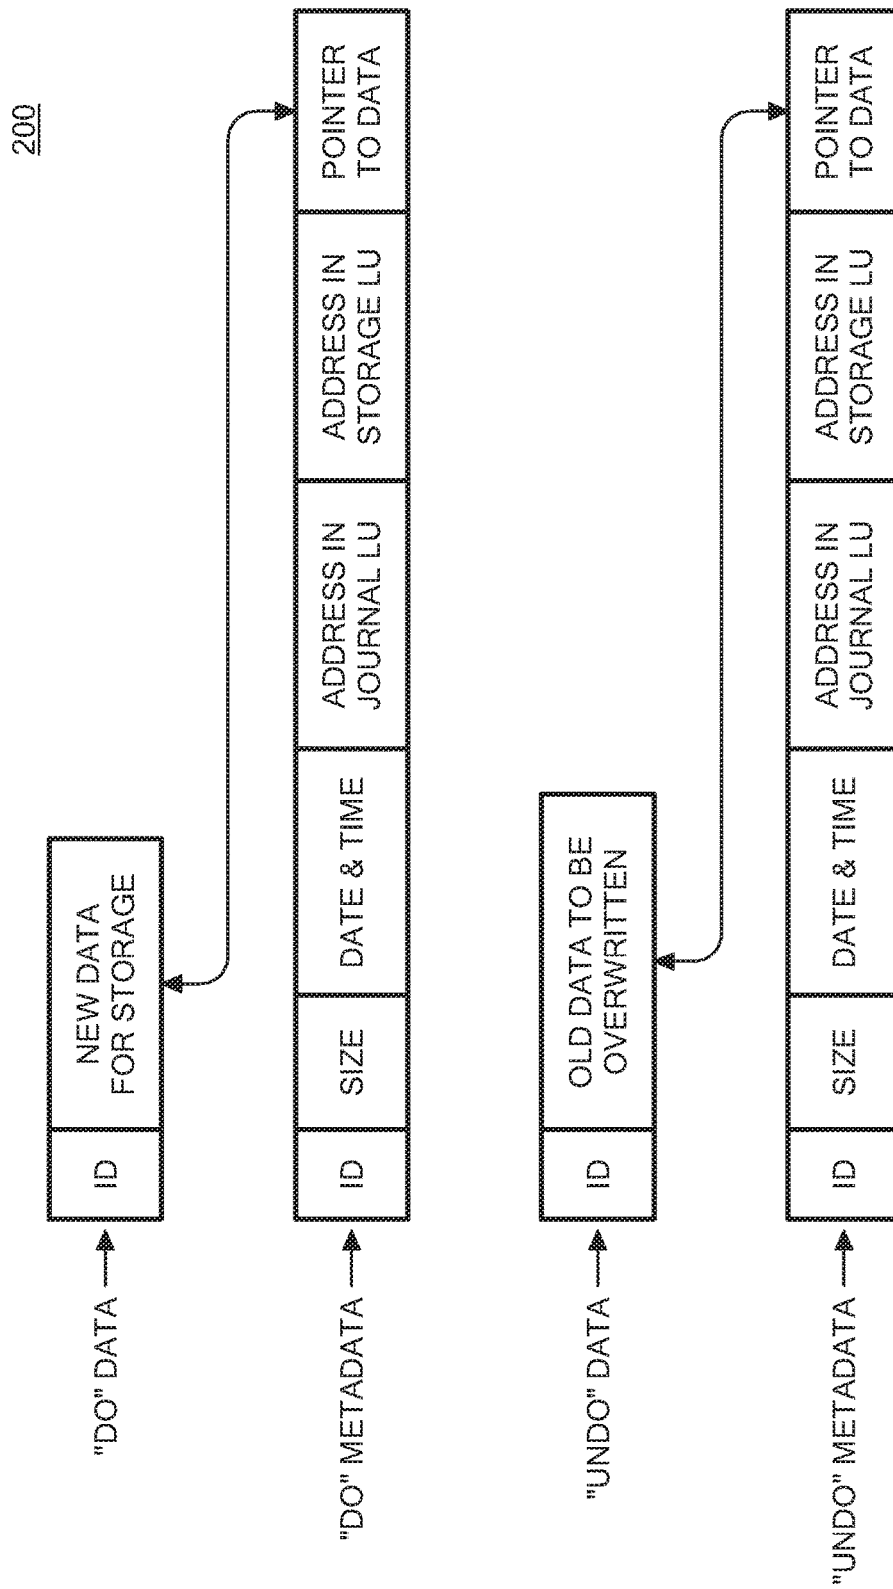 200
"DO" DATA
ID
NEW DATA
FOR STORAGE
"DO" METADATA
ID
SIZE
DATE & TIME
ADDRESS IN
JOURNAL LU
ADDRESS IN
STORAGE LU
POINTER
TO DATA
"UNDO" DATA
ID
OLD DATA TO BE
OVERWRITTEN
"UNDO" METADATA
ID
SIZE
DATE & TIME
ADDRESS IN
JOURNAL LU
ADDRESS IN
STORAGE LU
POINTER
TO DATA